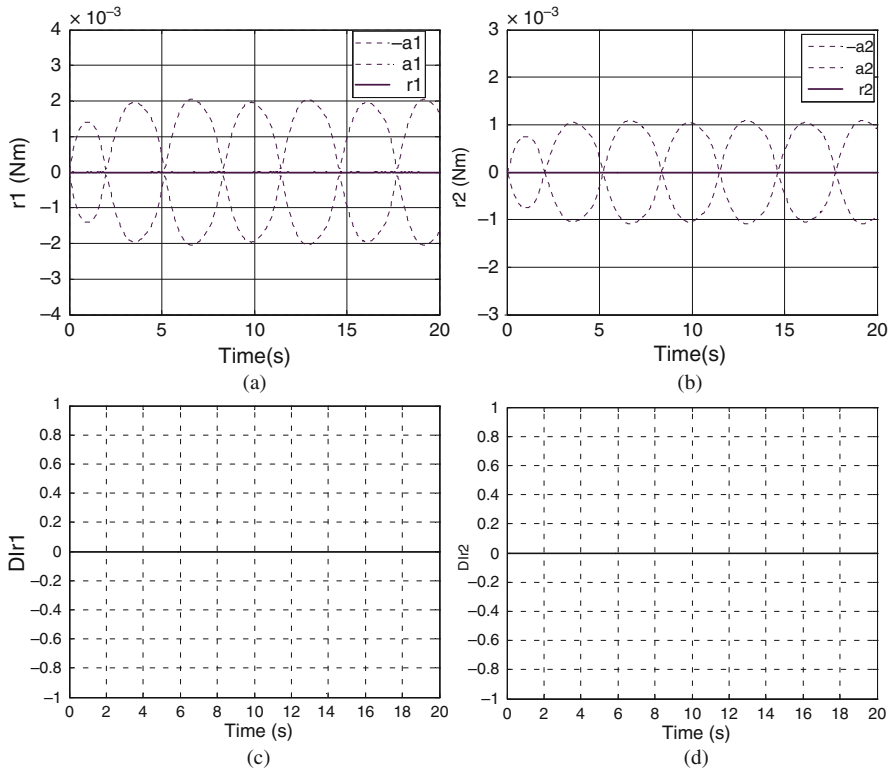 × 10⁻³
4
3
2
1
0
−1
−2
−3
−4
r1 (Nm)
−a1
a1
r1
0
5
10
15
20
Time(s)
(a)
× 10⁻³
3
2
1
0
−1
−2
−3
r2 (Nm)
−a2
a2
r2
0
5
10
15
20
Time(s)
(b)
1
0.8
0.6
0.4
0.2
0
−0.2
−0.4
−0.6
−0.8
−1
DIr1
0 2 4 6 8 10 12 14 16 18 20
Time (s)
(c)
1
0.8
0.6
0.4
0.2
0
−0.2
−0.4
−0.6
−0.8
−1
DIr2
0 2 4 6 8 10 12 14 16 18 20
Time (s)
(d)